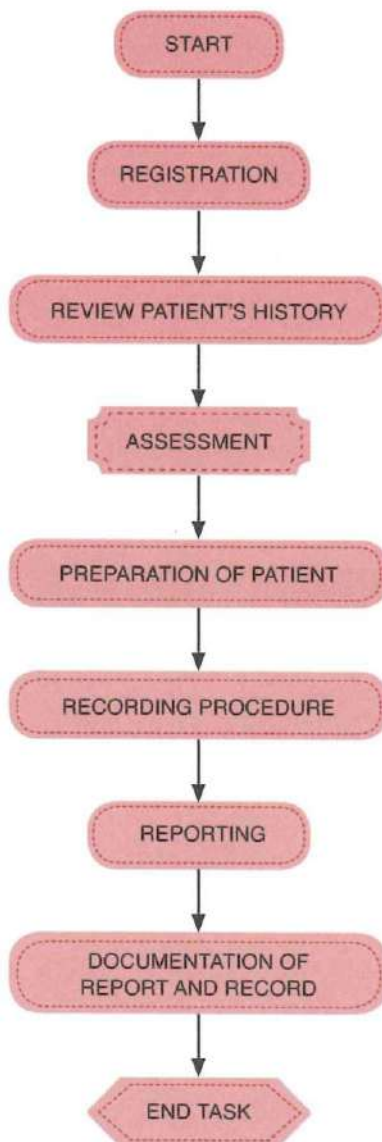 START
REGISTRATION
REVIEW PATIENT'S HISTORY
ASSESSMENT
PREPARATION OF PATIENT
RECORDING PROCEDURE
REPORTING
DOCUMENTATION OF
REPORT AND RECORD
END TASK